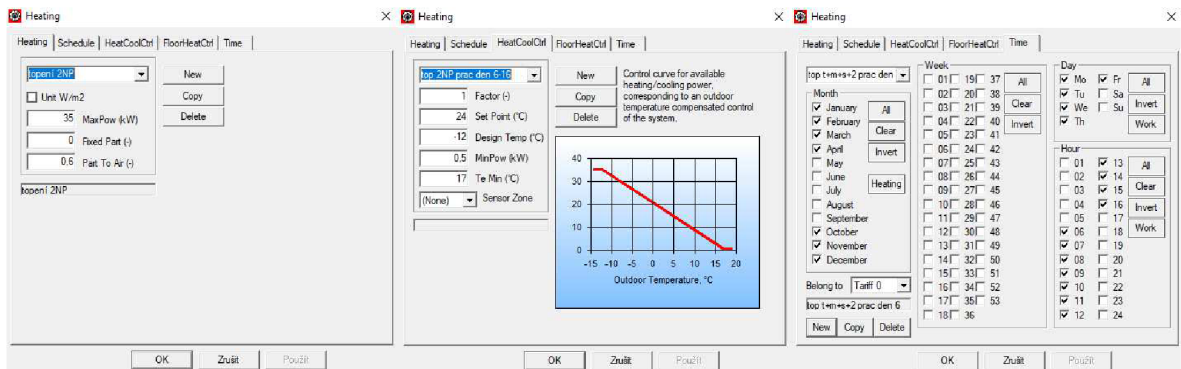 Heating
Heating Schedule HeatCoolCtrl FloorHeatCtrl Time
topení 2NP
New
Unit W/m2
Copy
35 MaxPow (kW)
Delete
0 Fixed Part (-)
0.6 Part To Air (-)
topení 2NP
OK Zrušit Použít
Heating
Heating Schedule HeatCoolCtrl FloorHeatCtrl Time
top 2NP prac den 6-16
New
1 Factor (-)
Copy
24 Set Point (°C)
Delete
-12 Design Temp (°C)
0,5 MinPow (kW)
17 Te Min (°C)
(None) Sensor Zone
Control curve for available
heating/cooling power,
corresponding to an outdoor
temperature compensated control
of the system.
40
30
20
10
0
-15 -10 -5 0 5 10 15 20
Outdoor Temperature, °C
OK Zrušit Použít
Heating
Heating Schedule HeatCoolCtrl FloorHeatCtrl Time
top t+m+s+2 prac den
Month
January
February
March
April
May
June
July
August
September
October
November
December
All
Clear
Invert
Heating
Belong to Tariff 0
top t+m+s+2 prac den 6
New Copy Delete
Week
01 19 37
02 20 38
03 21 39
04 22 40
05 23 41
06 24 42
07 25 43
08 26 44
09 27 45
10 28 46
11 29 47
12 30 48
13 31 49
14 32 50
15 33 51
16 34 52
17 35 53
18 36
All
Clear
Invert
Day
Mo Fr
Tu Sa
We Su
Th
All
Invert
Work
Hour
01 13
02 14
03 15
04 16
05 17
06 18
07 19
08 20
09 21
10 22
11 23
12 24
All
Clear
Invert
Work
OK Zrušit Použít